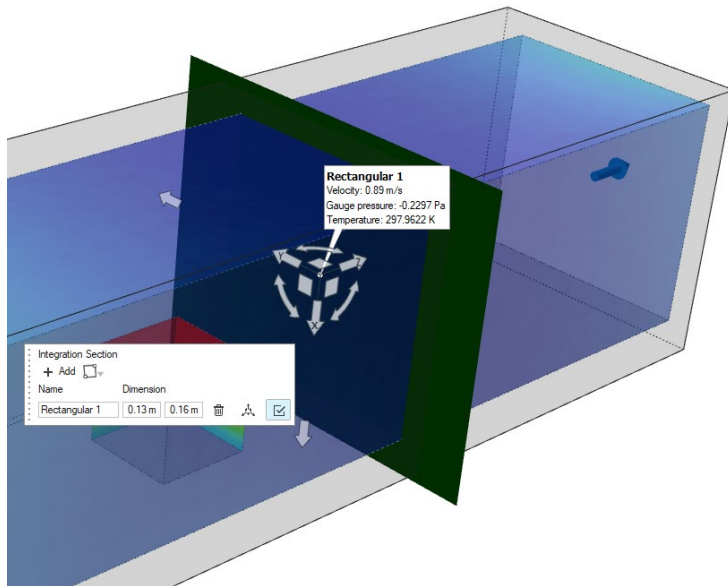 Rectangular 1
Velocity: 0.89 m/s
Gauge pressure: -0.2297 Pa
Temperature: 297.9622 K
Y
Z
X
Integration Section
+ Add
Name Dimension
Rectangular 1 0.13 m 0.16 m